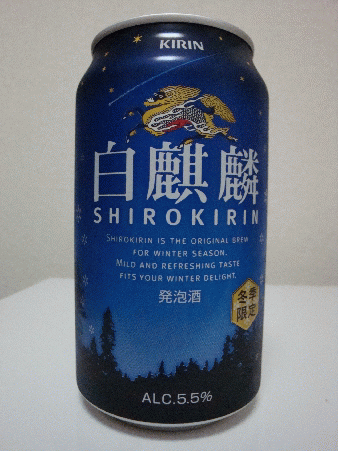 KIRIN
白麒麟
SHIROKIRIN
SHIROKIRIN IS THE ORIGINAL BREW
FOR WINTER SEASON.
MILD AND REFRESHING TASTE
FITS YOUR WINTER DELIGHT.
発泡酒
冬季
限定
ALC.5.5%